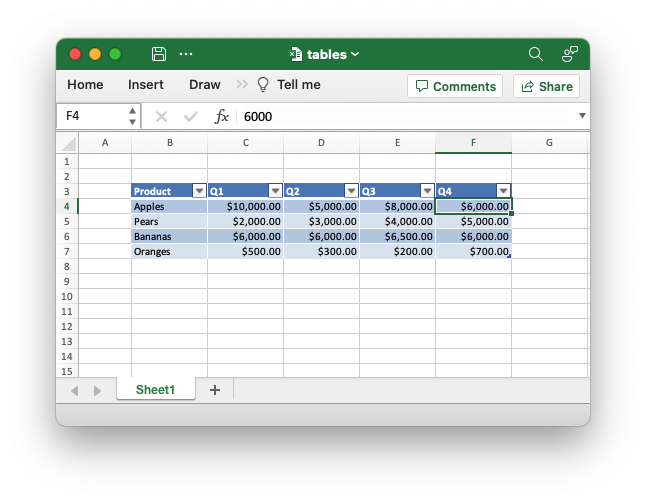 tables
Home Insert Draw Tell me Comments Share
F4 fx 6000
A B C D E F G
1
2
3 Product Q1 Q2 Q3 Q4
4 Apples $10,000.00 $5,000.00 $8,000.00 $6,000.00
5 Pears $2,000.00 $3,000.00 $4,000.00 $5,000.00
6 Bananas $6,000.00 $6,000.00 $6,500.00 $6,000.00
7 Oranges $500.00 $300.00 $200.00 $700.00
8
9
10
11
12
13
14
15
Sheet1